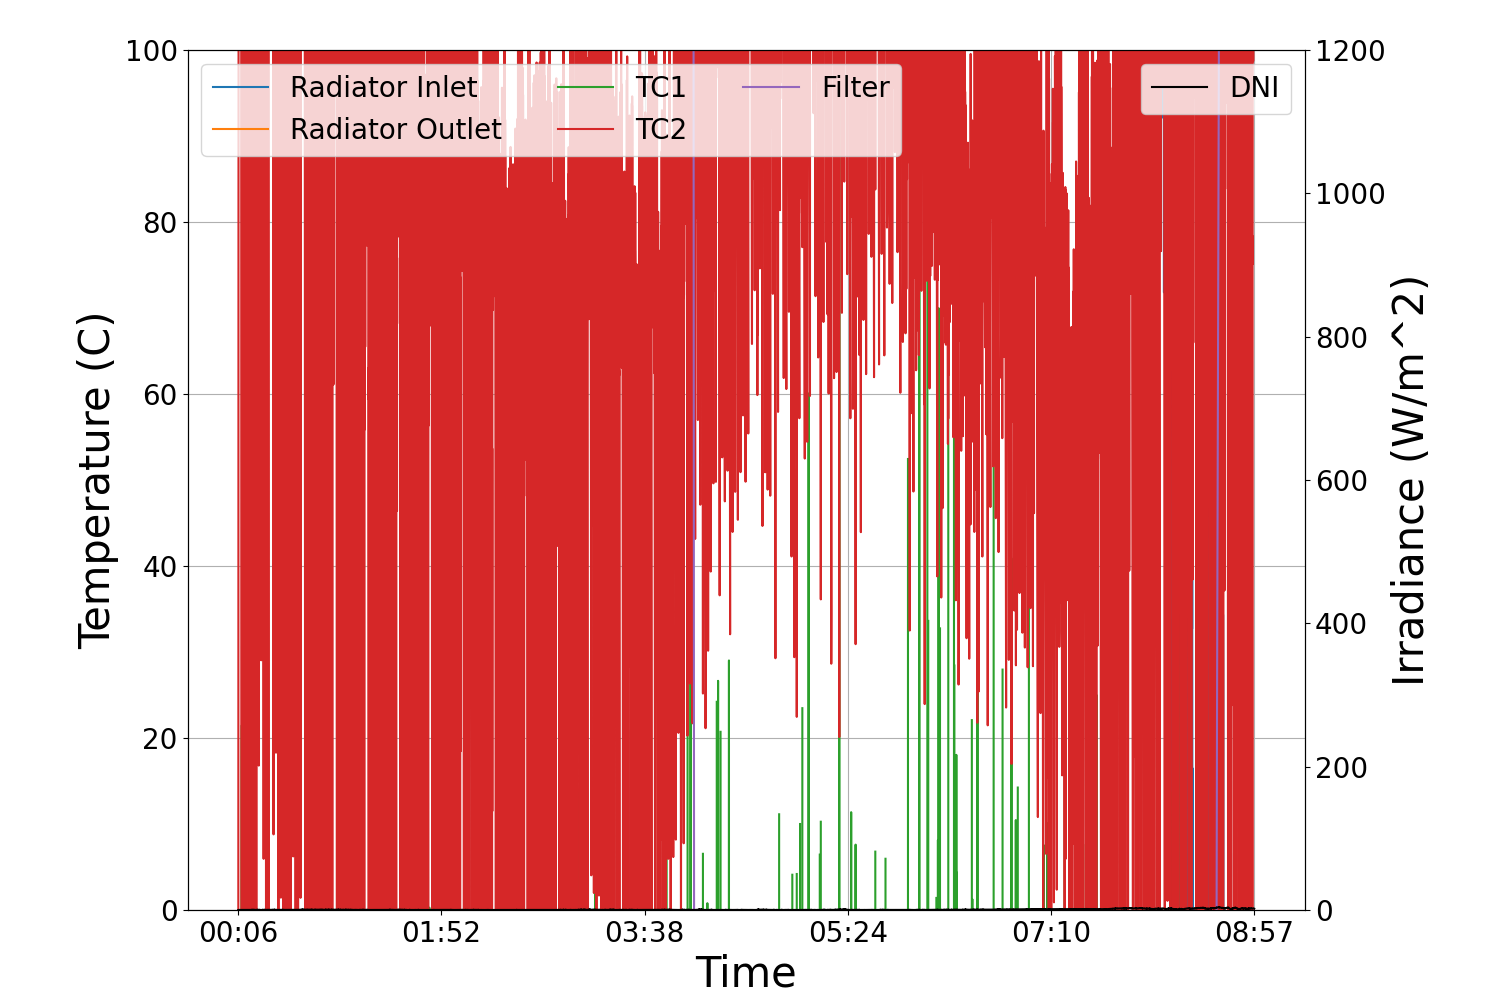 Radiator Inlet
Radiator Outlet
TC1
TC2
Filter
DNI
Temperature (C)
100
80
60
40
20
0
Irradiance (W/m^2)
1200
1000
800
600
400
200
0
00:06 01:52 03:38 05:24 07:10 08:57
Time